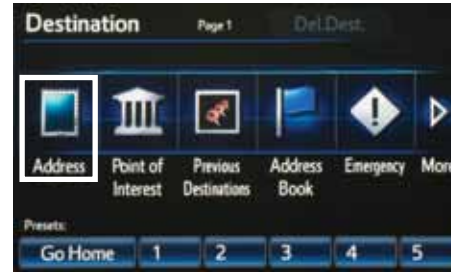 Destination Page 1 Del.Dest.
Address Point of Interest Previous Destinations Address Book Emergency More
Presets:
Go Home 1 2 3 4 5